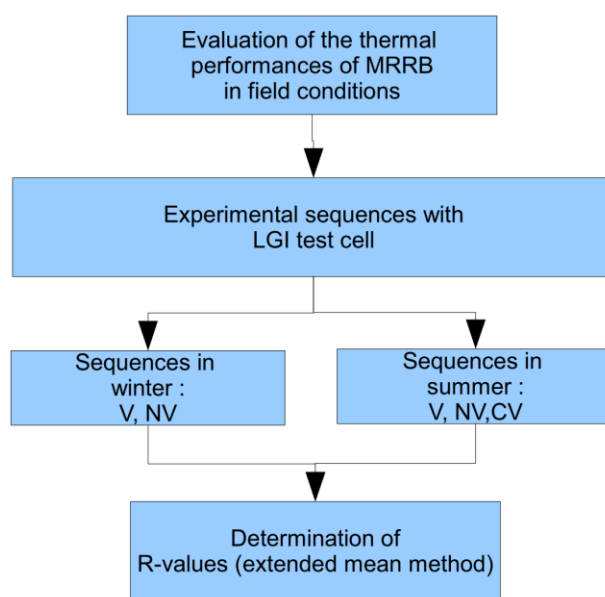 Evaluation of the thermal
performances of MRRB
in field conditions
Experimental sequences with
LGI test cell
Sequences in
winter :
V, NV
Sequences in
summer :
V, NV,CV
Determination of
R-values (extended mean method)